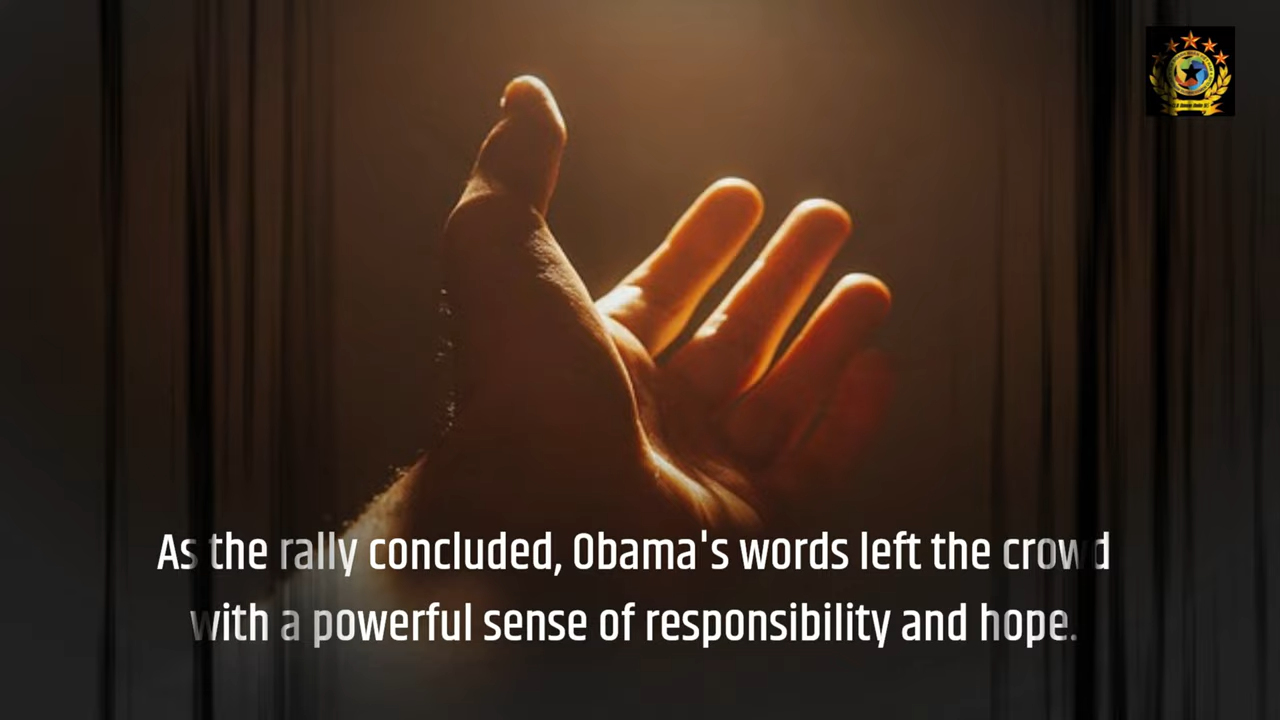 As the rally concluded, Obama's words left the crowd
with a powerful sense of responsibility and hope.